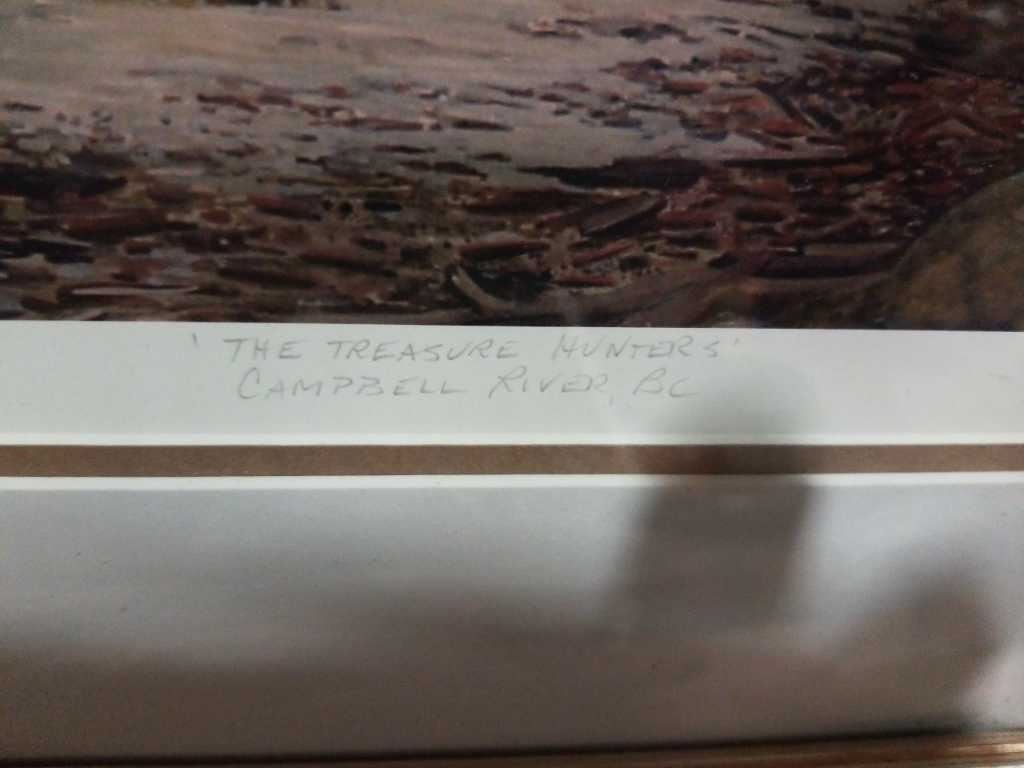 'THE TREASURE HUNTERS'
CAMPBELL RIVER, BC